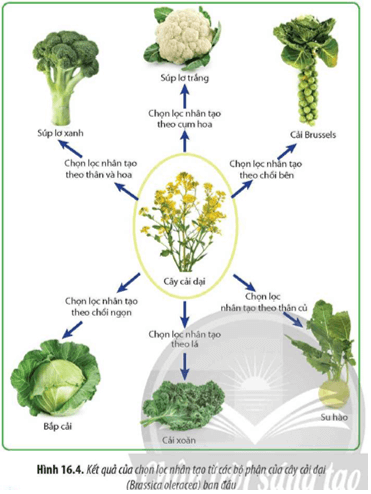 Súp lơ trắng
Súp lơ xanh
Chọn lọc nhân tạo
theo cụm hoa
Cải Brussels
Chọn lọc nhân tạo
theo thân và hoa
Chọn lọc nhân tạo
theo chồi bên
Cây cải dại
Chọn lọc nhân tạo
theo chồi ngọn
Chọn lọc
nhân tạo theo thân củ
Chọn lọc nhân tạo
theo lá
Bắp cải
Cải xoăn
Su hào
Hình 16.4. Kết quả của chọn lọc nhân tạo từ các bộ phận của cây cải dại
(Brassica oleracea) ban đầu